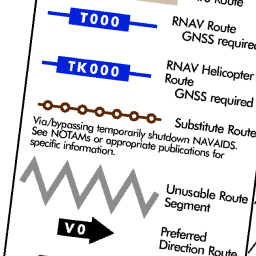 Route
T000
RNAV Route
GNSS required
TK000
RNAV Helicopter
Route
GNSS required
Substitute Route
Via/bypassing temporarily shutdown NAVAIDS.
See NOTAMs or appropriate publications for
specific information.
Unusable Route
Segment
V0
Preferred
Direction Route